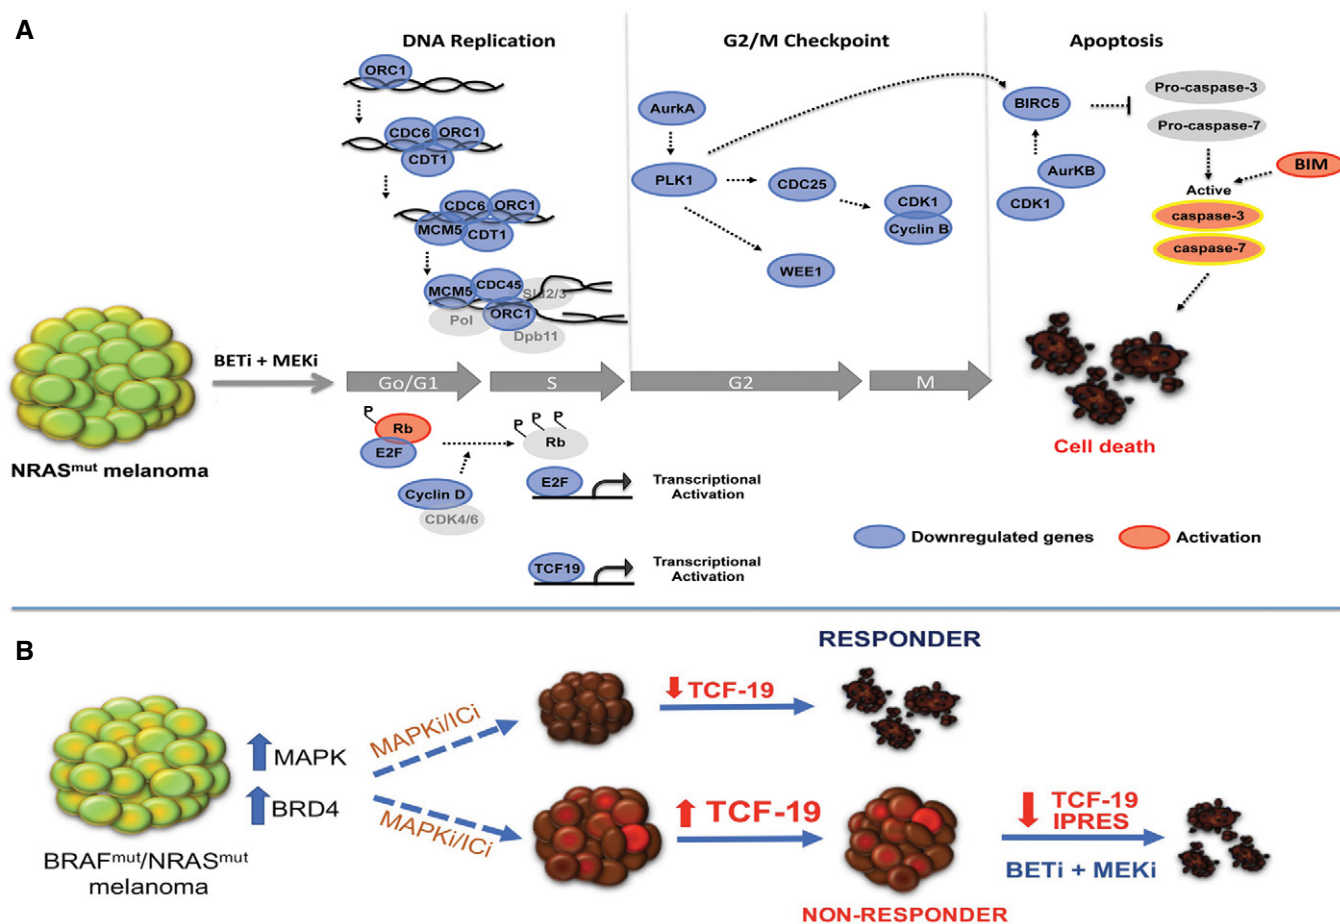 A
DNA Replication
G2/M Checkpoint
Apoptosis
ORC1
CDC6 ORC1
CDT1
CDC6 ORC1
MCM5 CDT1
MCM5 CDC45 Sld2/3
Pol ORC1
Dpb11
AurkA
PLK1
CDC25
CDK1
Cyclin B
WEE1
BIRC5
AurKB
CDK1
Pro-caspase-3
Pro-caspase-7
BIM
Active
caspase-3
caspase-7
Cell death
NRASmut melanoma
BETi + MEKi
Go/G1
S
G2
M
P
Rb
E2F
Cyclin D
CDK4/6
P P P
Rb
E2F
Transcriptional
Activation
TCF19
Transcriptional
Activation
Downregulated genes
Activation
B
BRAFmut/NRASmut
melanoma
MAPK
BRD4
MAPKi/ICi
MAPKi/ICi
TCF-19
RESPONDER
TCF-19
NON-RESPONDER
TCF-19
IPRES
BETi + MEKi